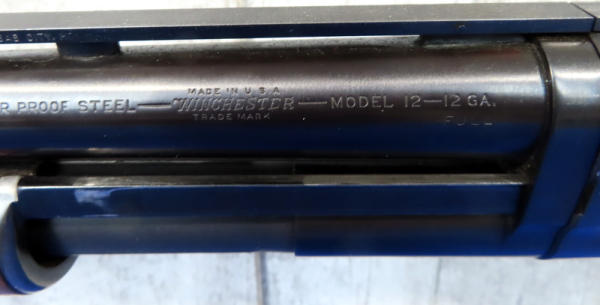 MADE IN U.S.A.
R PROOF STEEL—WINCHESTER—MODEL 12—12 GA.
TRADE MARK
FULL